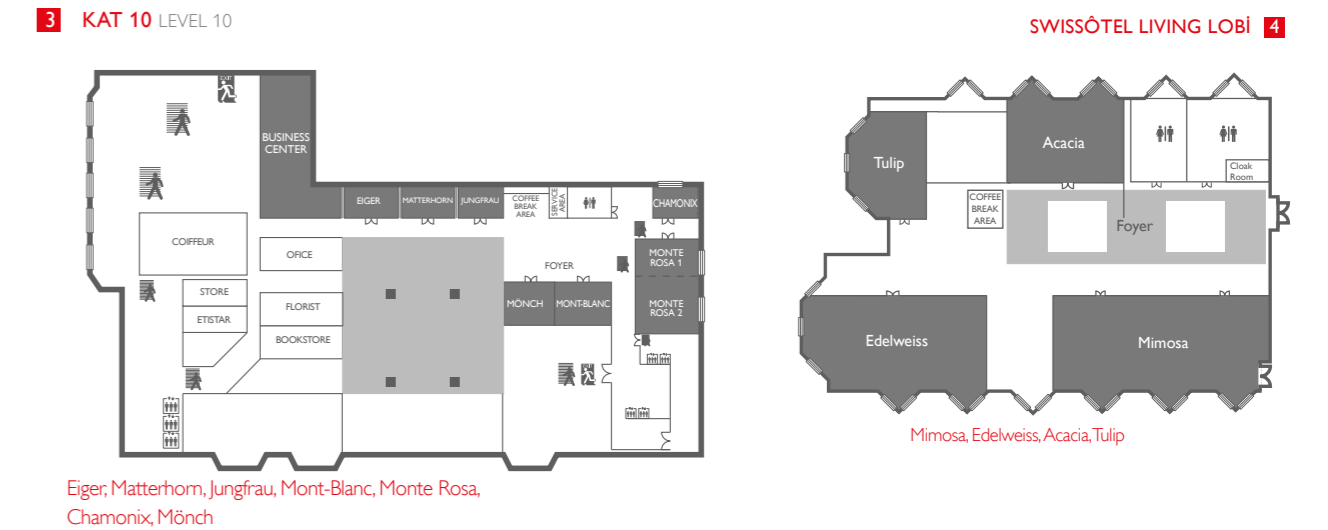 3 KAT 10 LEVEL 10
EXIT
BUSINESS
CENTER
EIGER
MATTERHORN
JUNGFRAU
COFFEE
BREAK
AREA
SERVICE
AREA
CHAMONIX
COIFFEUR
OFICE
FOYER
MONTE
ROSA 1
STORE
ETISTAR
FLORIST
BOOKSTORE
MÖNCH
MONT-BLANC
MONTE
ROSA 2
Eiger, Matterhorn, Jungfrau, Mont-Blanc, Monte Rosa,
Chamonix, Mönch
SWISSÔTEL LIVING LOBİ 4
Tulip
Acacia
Cloak
Room
COFFEE
BREAK
AREA
Foyer
Edelweiss
Mimosa
Mimosa, Edelweiss, Acacia, Tulip